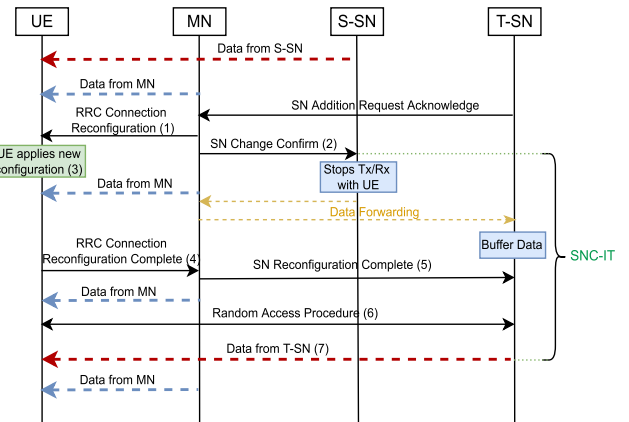 UE
MN
S-SN
T-SN
Data from S-SN
Data from MN
SN Addition Request Acknowledge
RRC Connection
Reconfiguration (1)
SN Change Confirm (2)
UE applies new
configuration (3)
Stops Tx/Rx
with UE
Data from MN
Data Forwarding
Buffer Data
SNC-IT
RRC Connection
Reconfiguration Complete (4)
SN Reconfiguration Complete (5)
Data from MN
Random Access Procedure (6)
Data from T-SN (7)
Data from MN